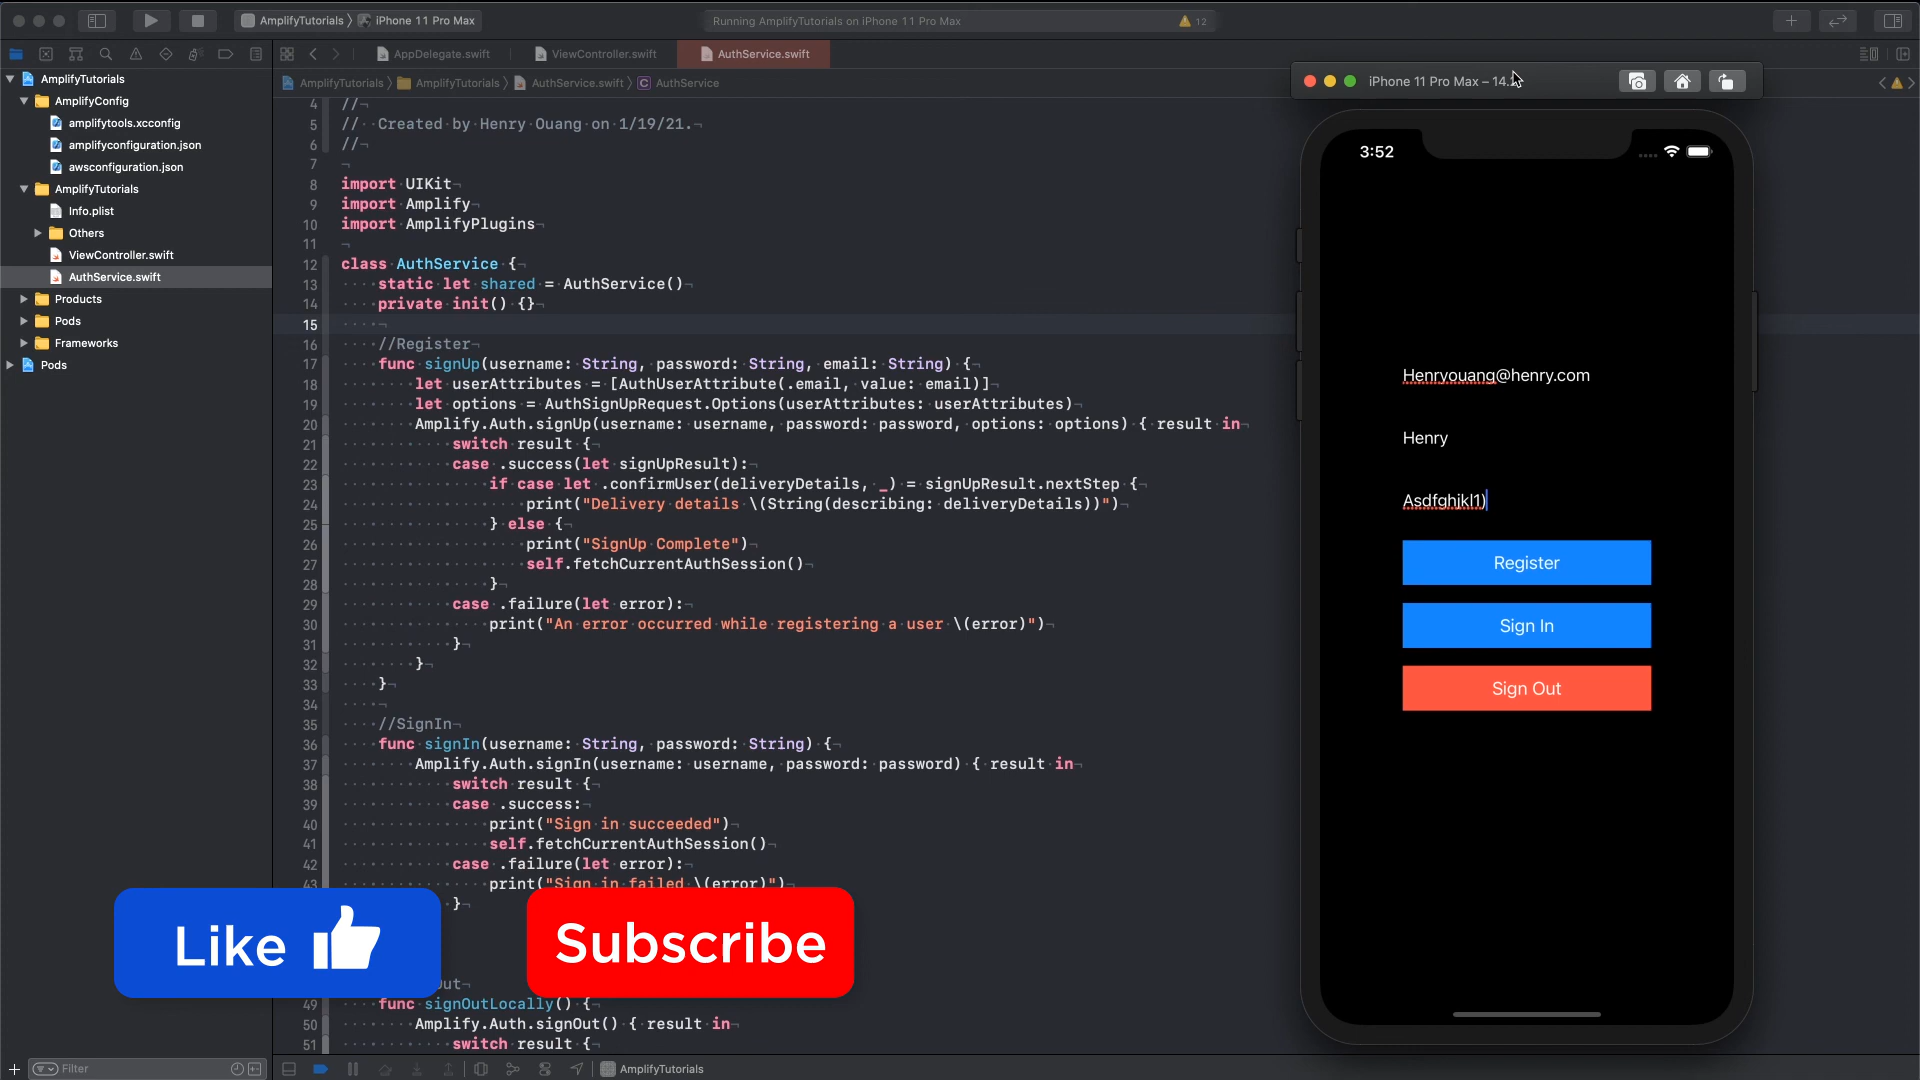 AmplifyTutorials
iPhone 11 Pro Max
Running AmplifyTutorials on iPhone 11 Pro Max
12
AppDelegate.swift
ViewController.swift
AuthService.swift
AmplifyTutorials
AmplifyTutorials
AuthService.swift
C AuthService
AmplifyTutorials
AmplifyConfig
amplifytools.xcconfig
amplifyconfiguration.json
awsconfiguration.json
AmplifyTutorials
Info.plist
Others
ViewController.swift
AuthService.swift
Products
Pods
Frameworks
Pods
4 //
5 //  Created by Henry Ouang on 1/19/21.
6 //
7
8 import UIKit
9 import Amplify
10 import AmplifyPlugins
11
12 class AuthService {
13 static let shared = AuthService()
14 private init() {}
15
16 //Register
17 func signUp(username: String, password: String, email: String) {
18 let userAttributes = [AuthUserAttribute(.email, value: email)]
19 let options = AuthSignUpRequest.Options(userAttributes: userAttributes)
20 Amplify.Auth.signUp(username: username, password: password, options: options) { result in
21 switch result {
22 case .success(let signUpResult):
23 if case let .confirmUser(deliveryDetails, _) = signUpResult.nextStep {
24 print("Delivery details \(String(describing: deliveryDetails))")
25 } else {
26 print("SignUp Complete")
27 self.fetchCurrentAuthSession()
28 }
29 case .failure(let error):
30 print("An error occurred while registering a user \(error)")
31 }
32 }
33 }
34
35 //SignIn
36 func signIn(username: String, password: String) {
37 Amplify.Auth.signIn(username: username, password: password) { result in
38 switch result {
39 case .success:
40 print("Sign in succeeded")
41 self.fetchCurrentAuthSession()
42 case .failure(let error):
43 print("Sign in failed \(error)")
}
49 func signOutLocally() {
50 Amplify.Auth.signOut() { result in
51 switch result {
Like
Subscribe
iPhone 11 Pro Max – 14.
3:52
Henryouang@henry.com
Henry
Asdfghjkl1)
Register
Sign In
Sign Out
Filter
AmplifyTutorials